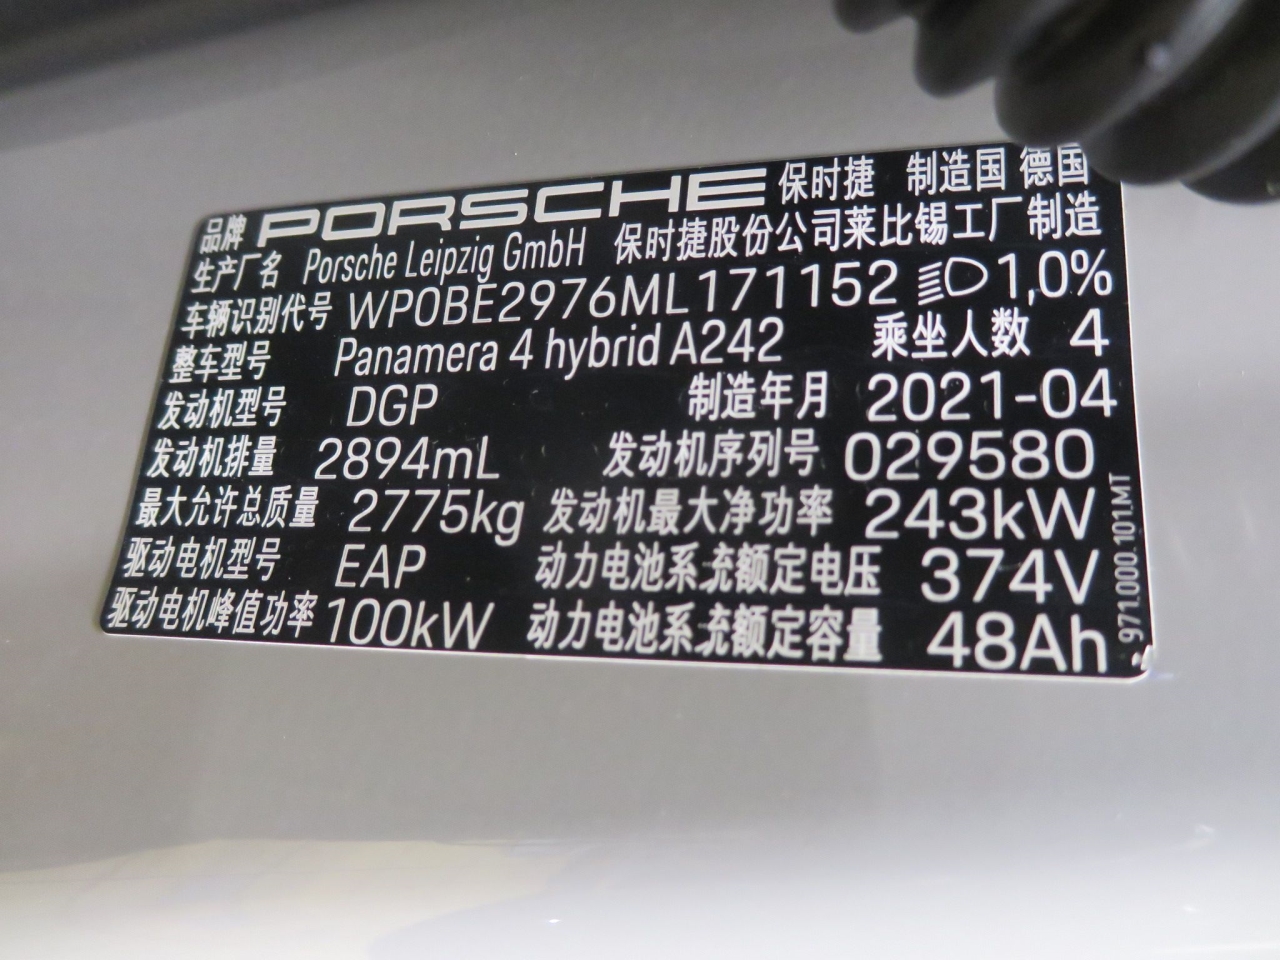 品牌 PORSCHE 保时捷 制造国 德国
生产厂名 Porsche Leipzig GmbH 保时捷股份公司莱比锡工厂制造
车辆识别代号 WP0BE2976ML171152 1,0%
整车型号 Panamera 4 hybrid A242 乘坐人数 4
发动机型号 DGP 制造年月 2021-04
发动机排量 2894mL 发动机序列号 029580
最大允许总质量 2775kg 发动机最大净功率 243kW
驱动电机型号 EAP 动力电池系统额定电压 374V
驱动电机峰值功率 100kW 动力电池系统额定容量 48Ah
971.000.101.MT